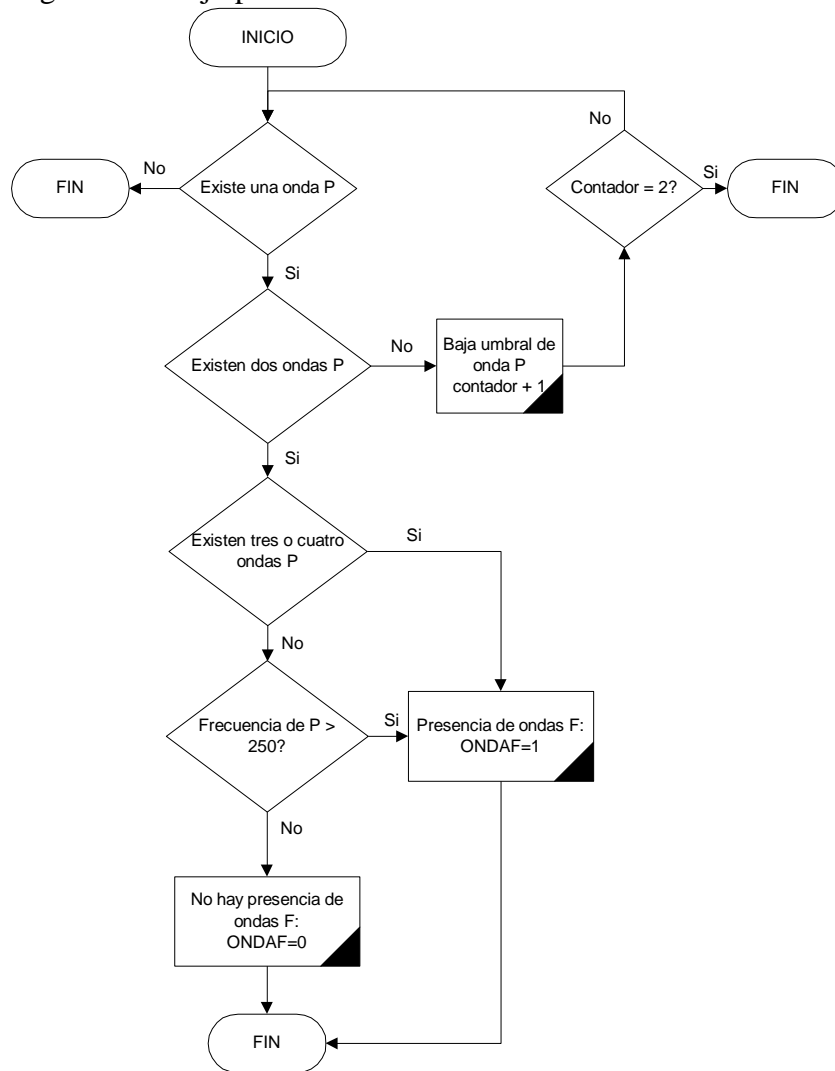 INICIO
No
No
FIN
Existe una onda P
Contador = 2?
Si
FIN
Si
Existen dos ondas P
No
Baja umbral de
onda P
contador + 1
Si
Existen tres o cuatro
ondas P
Si
No
Frecuencia de P >
250?
Si
Presencia de ondas F:
ONDAF=1
No
No hay presencia de
ondas F:
ONDAF=0
FIN